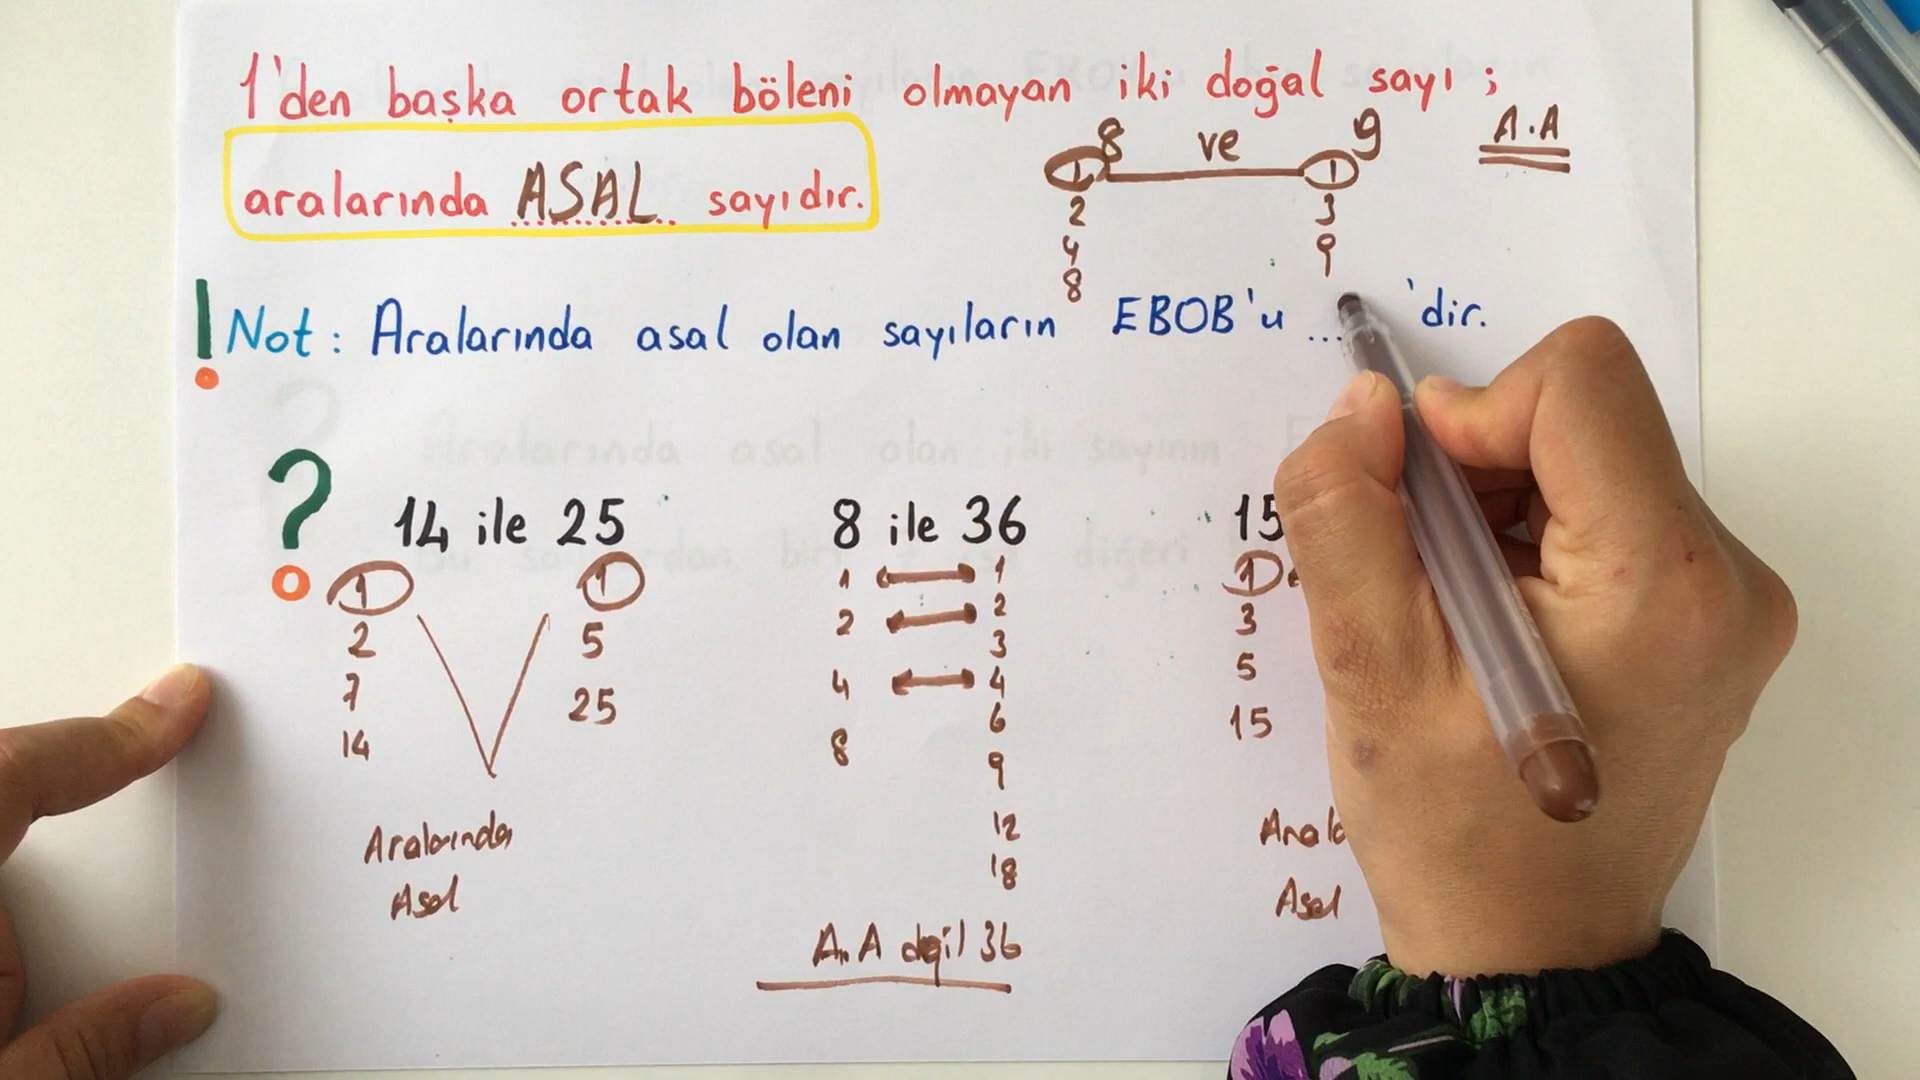 1'den başka ortak böleni olmayan iki doğal sayı ;
aralarında ASAL sayıdır.
8 ve 9 A.A
1 1
2 3
4 9
8
! Not : Aralarında asal olan sayıların EBOB'u ... 'dir.
? 14 ile 25
1 1
2 5
7 25
14
Aralarında
Asal
8 ile 36
1 1
2 2
3
4 4
6
8 9
12
18
A.A değil 36
15
1
3
5
15
Arala
Asal